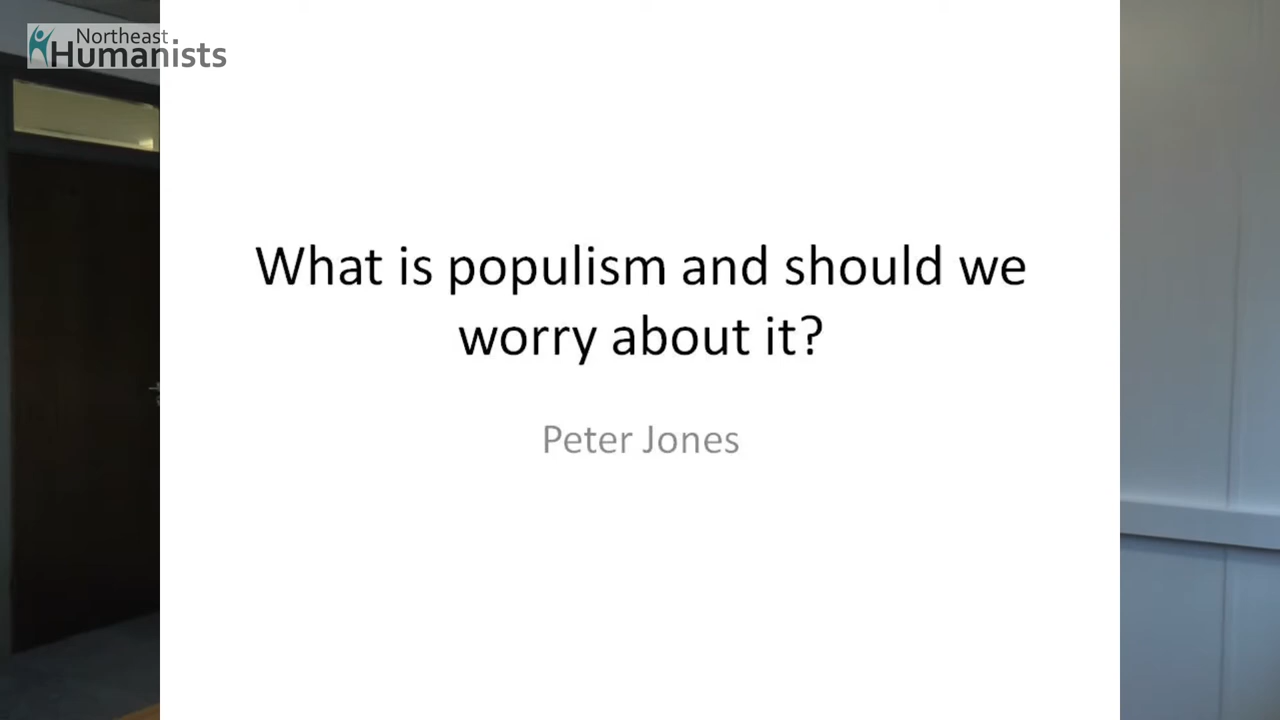 Northeast
Humanists
What is populism and should we
worry about it?
Peter Jones